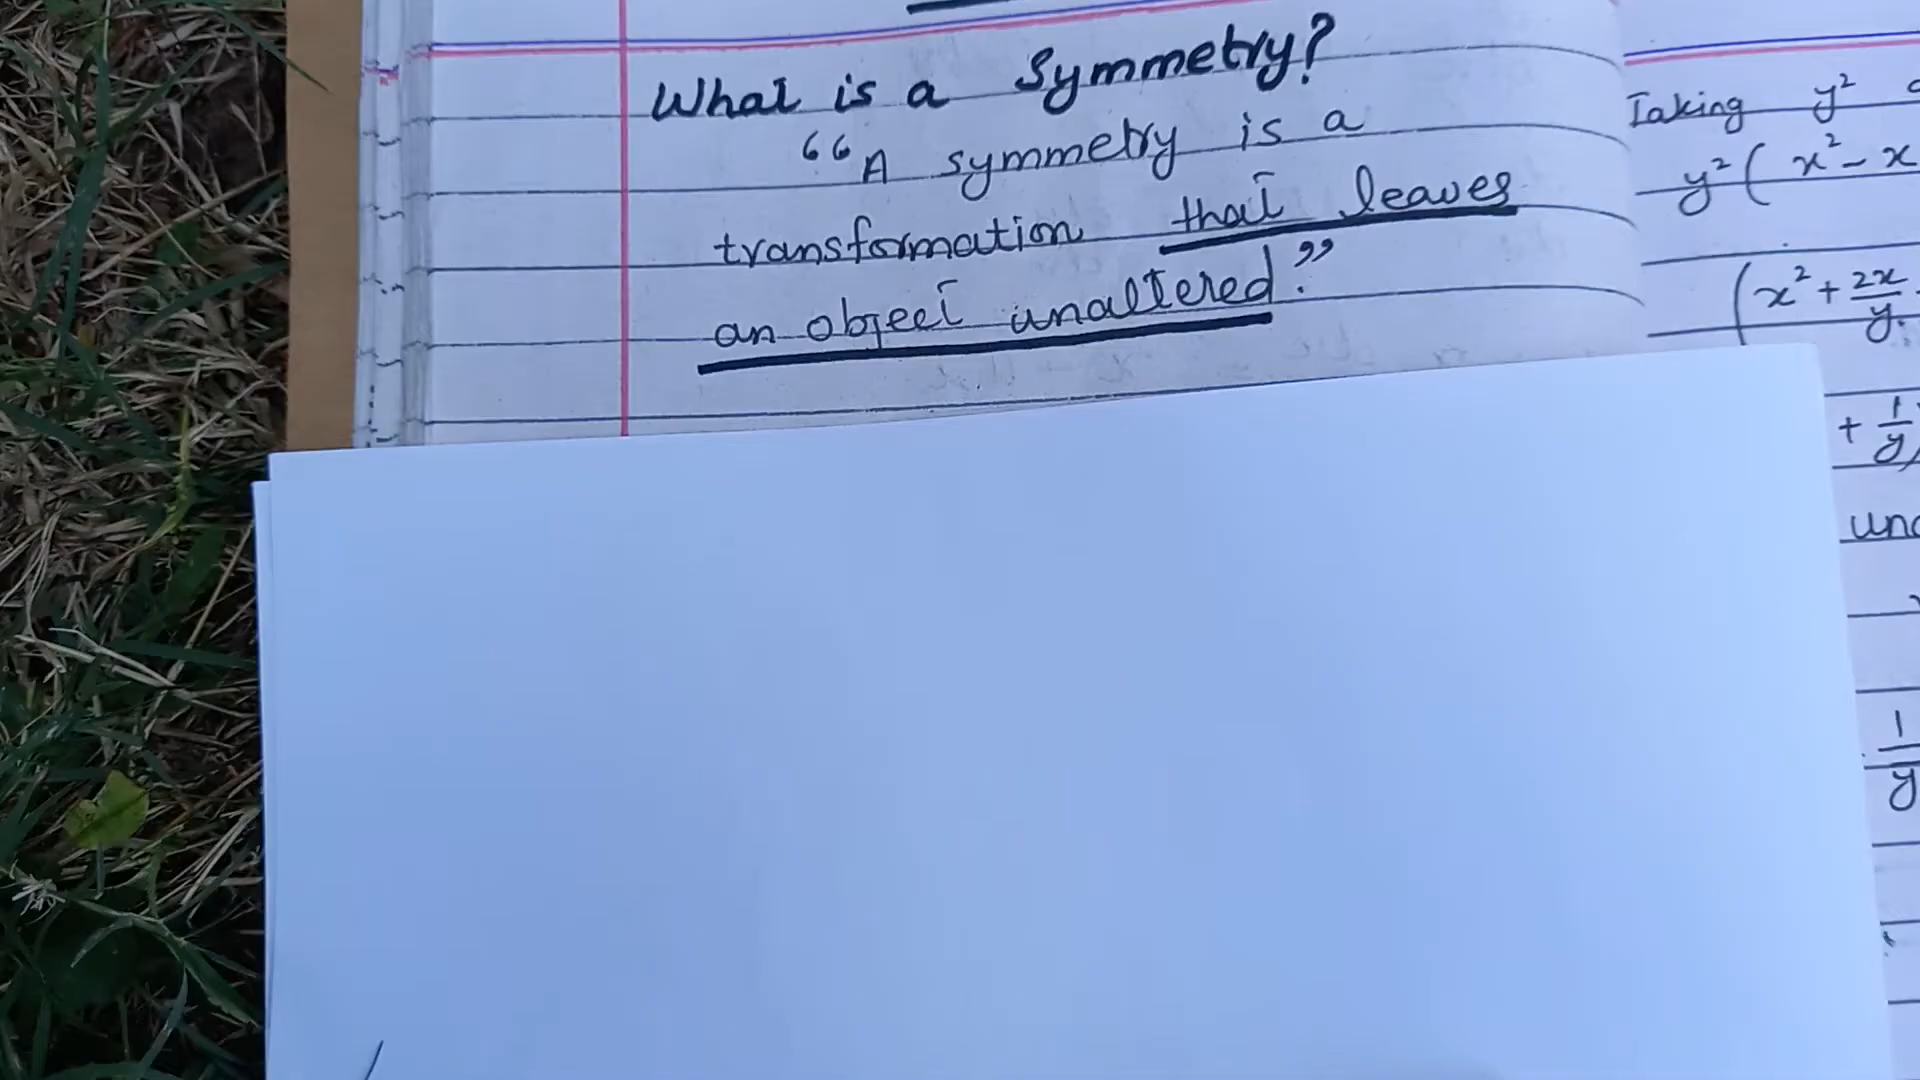 What is a Symmetry?
“A symmetry is a
transformation that leaves
an object unaltered.”
Taking y²
y² ( x² - x
( x² + 2x/y
+ 1/y
1/y